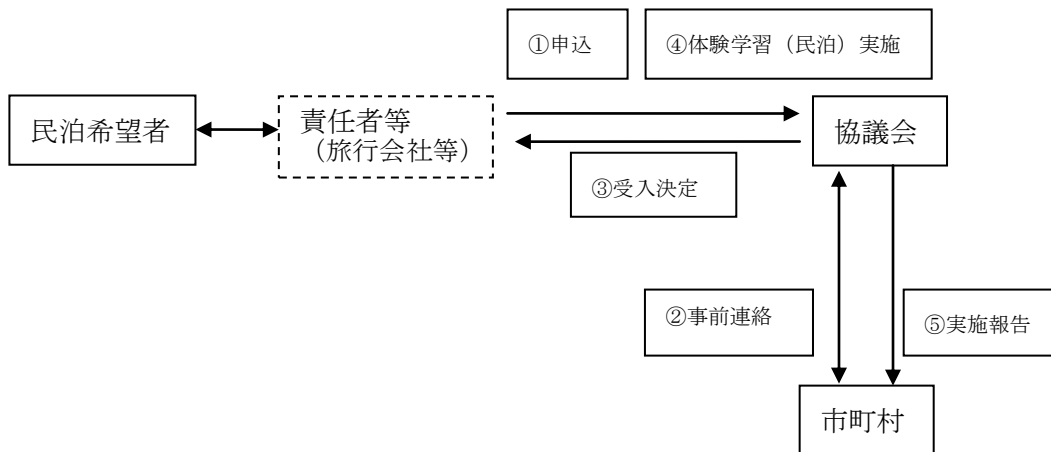 ①申込
④体験学習（民泊）実施
民泊希望者
責任者等
（旅行会社等）
協議会
③受入決定
②事前連絡
⑤実施報告
市町村